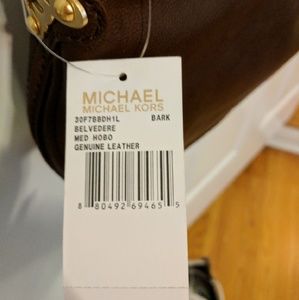 MICHAEL
MICHAEL KORS
30F7BBDH1L BARK
BELVEDERE
MED HOBO
GENUINE LEATHER
8 80492 69465 5